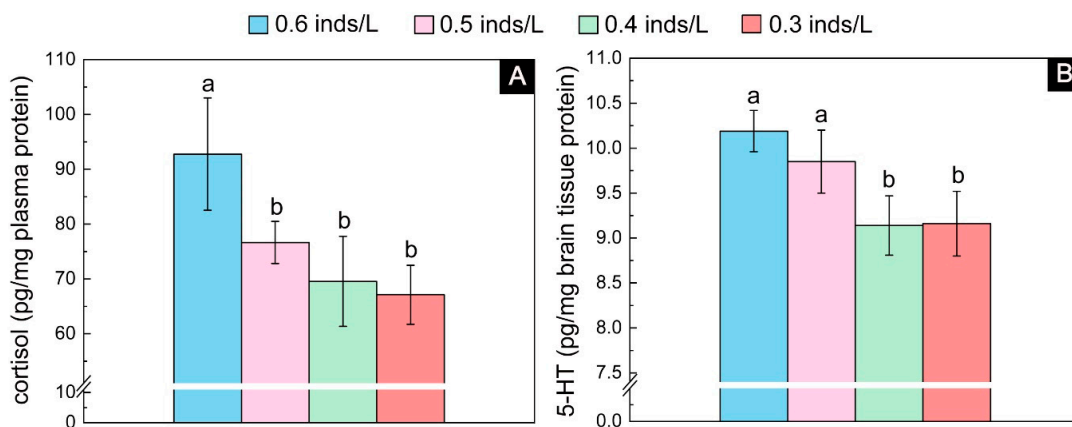 0.6 inds/L 0.5 inds/L 0.4 inds/L 0.3 inds/L
A
cortisol (pg/mg plasma protein)
110
100
90
80
70
60
10
0
a
b
b
b
B
5-HT (pg/mg brain tissue protein)
11.0
10.5
10.0
9.5
9.0
8.5
8.0
7.5
0.0
a
a
b
b